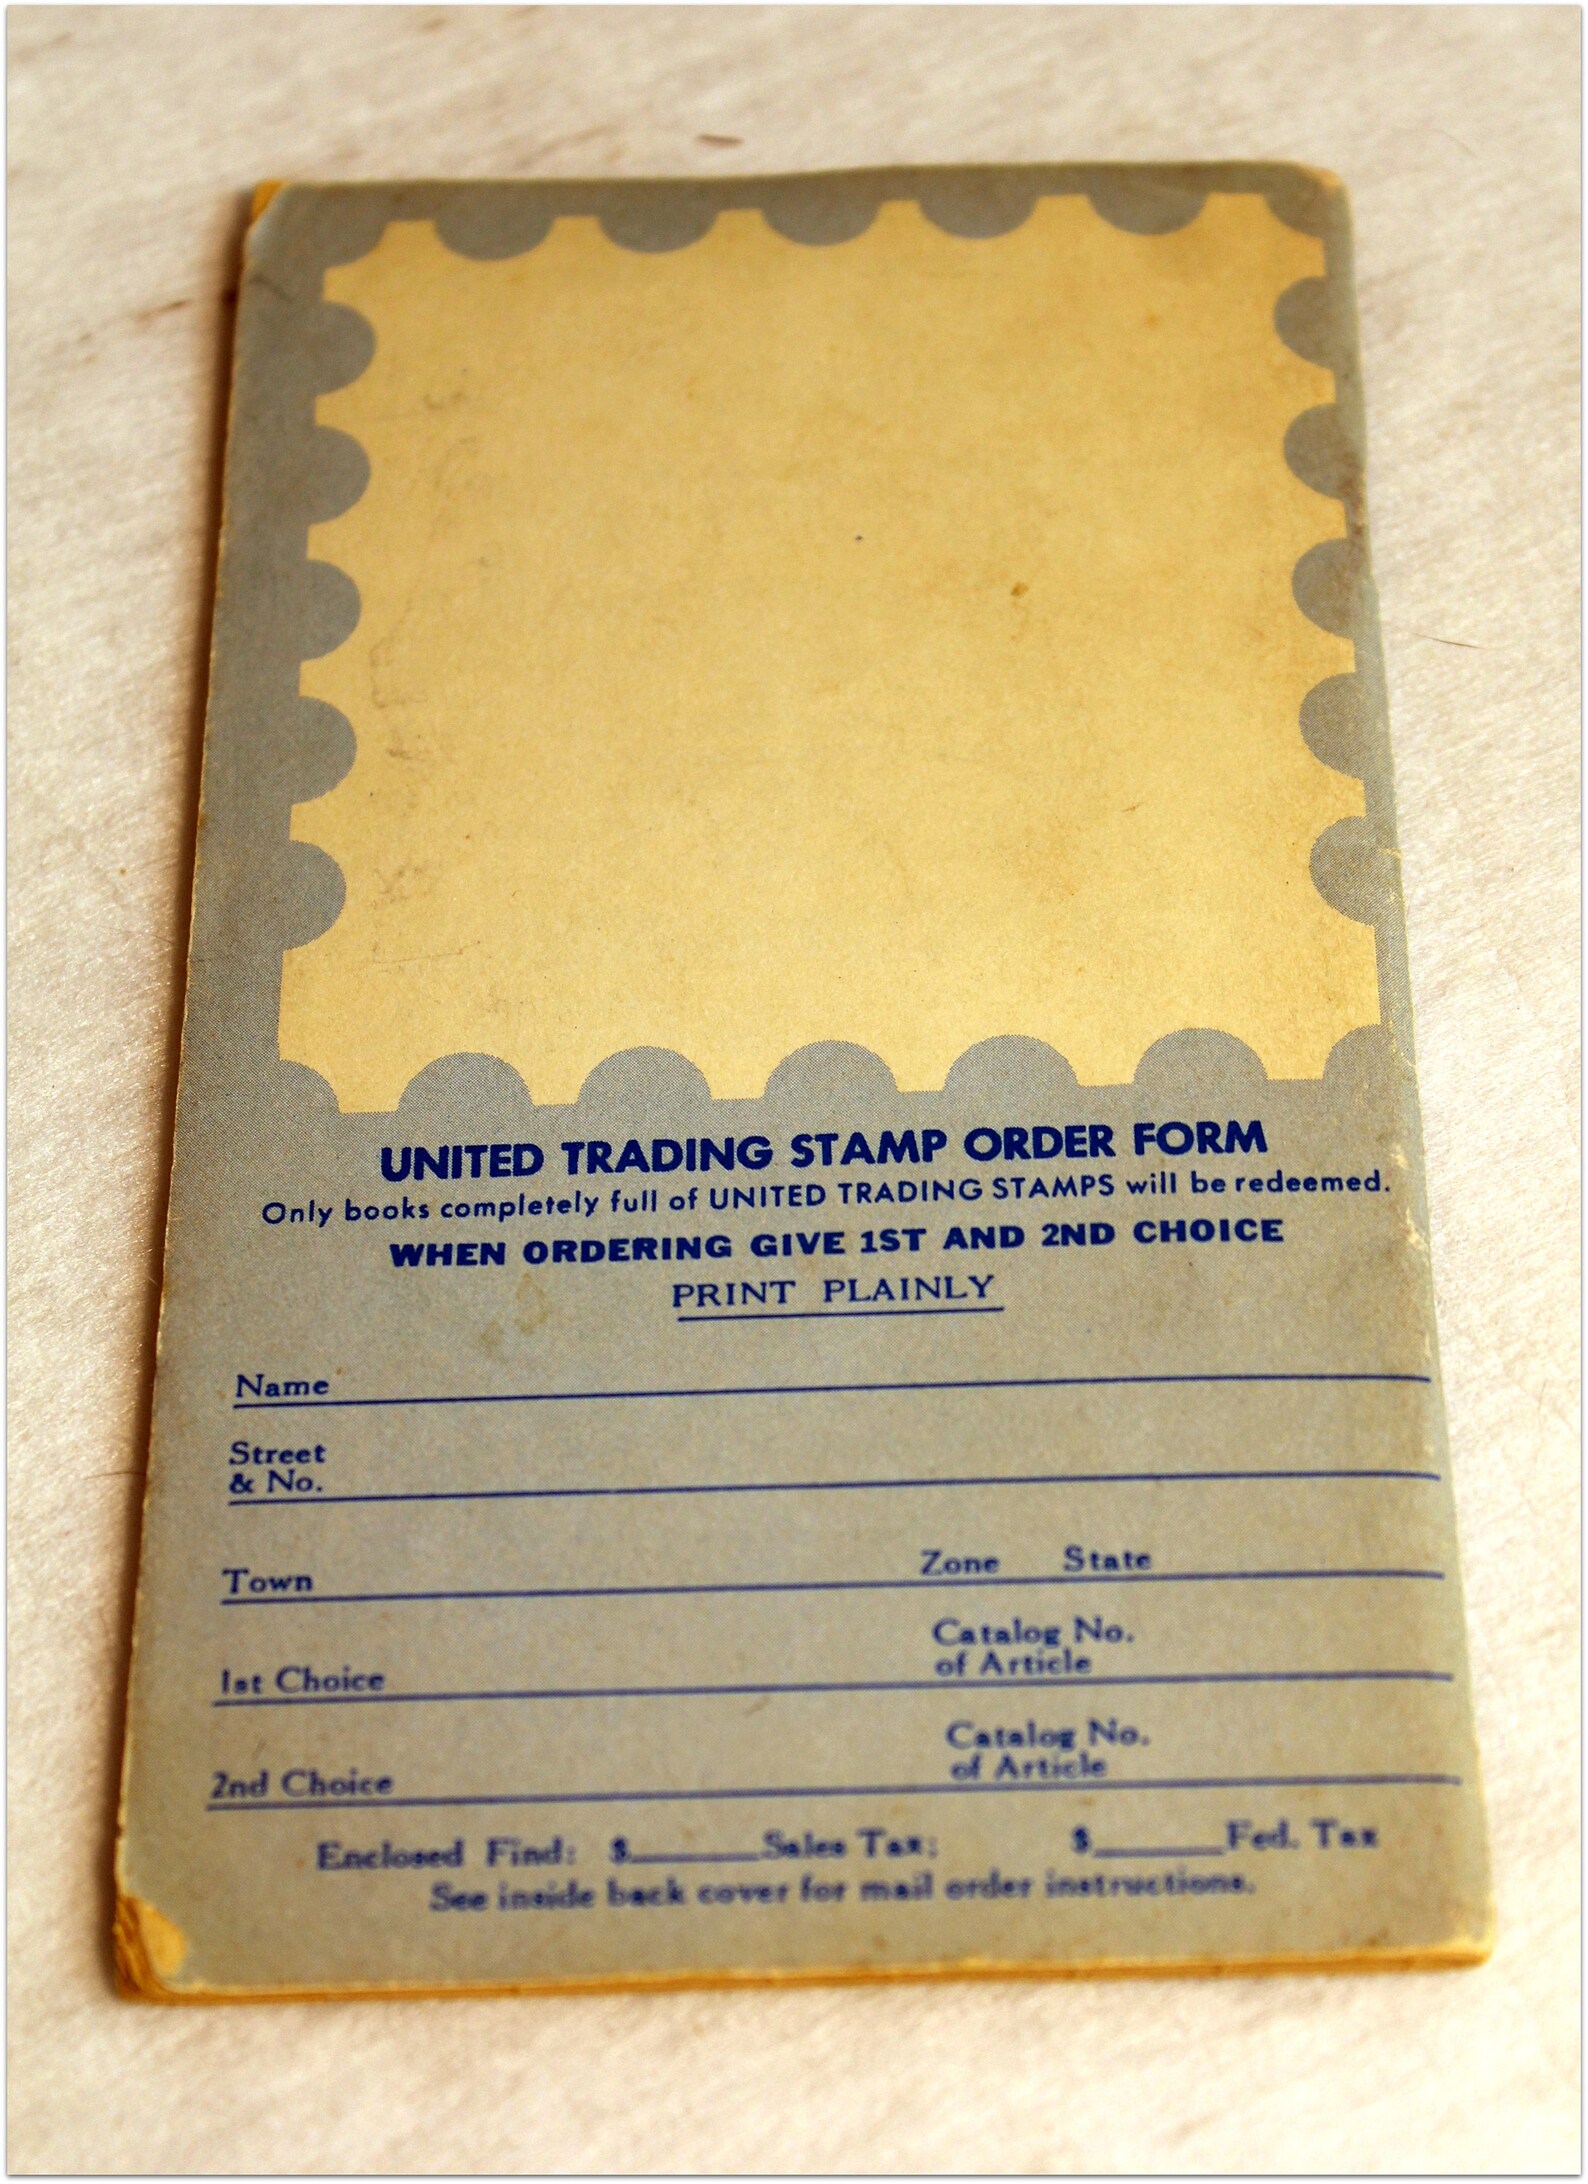 UNITED TRADING STAMP ORDER FORM
Only books completely full of UNITED TRADING STAMPS will be redeemed.
WHEN ORDERING GIVE 1ST AND 2ND CHOICE
PRINT PLAINLY
Name
Street
& No.
Town Zone State
Catalog No.
1st Choice of Article
Catalog No.
2nd Choice of Article
Enclosed Find: $______Sales Tax: $______Fed. Tax
See inside back cover for mail order instructions.